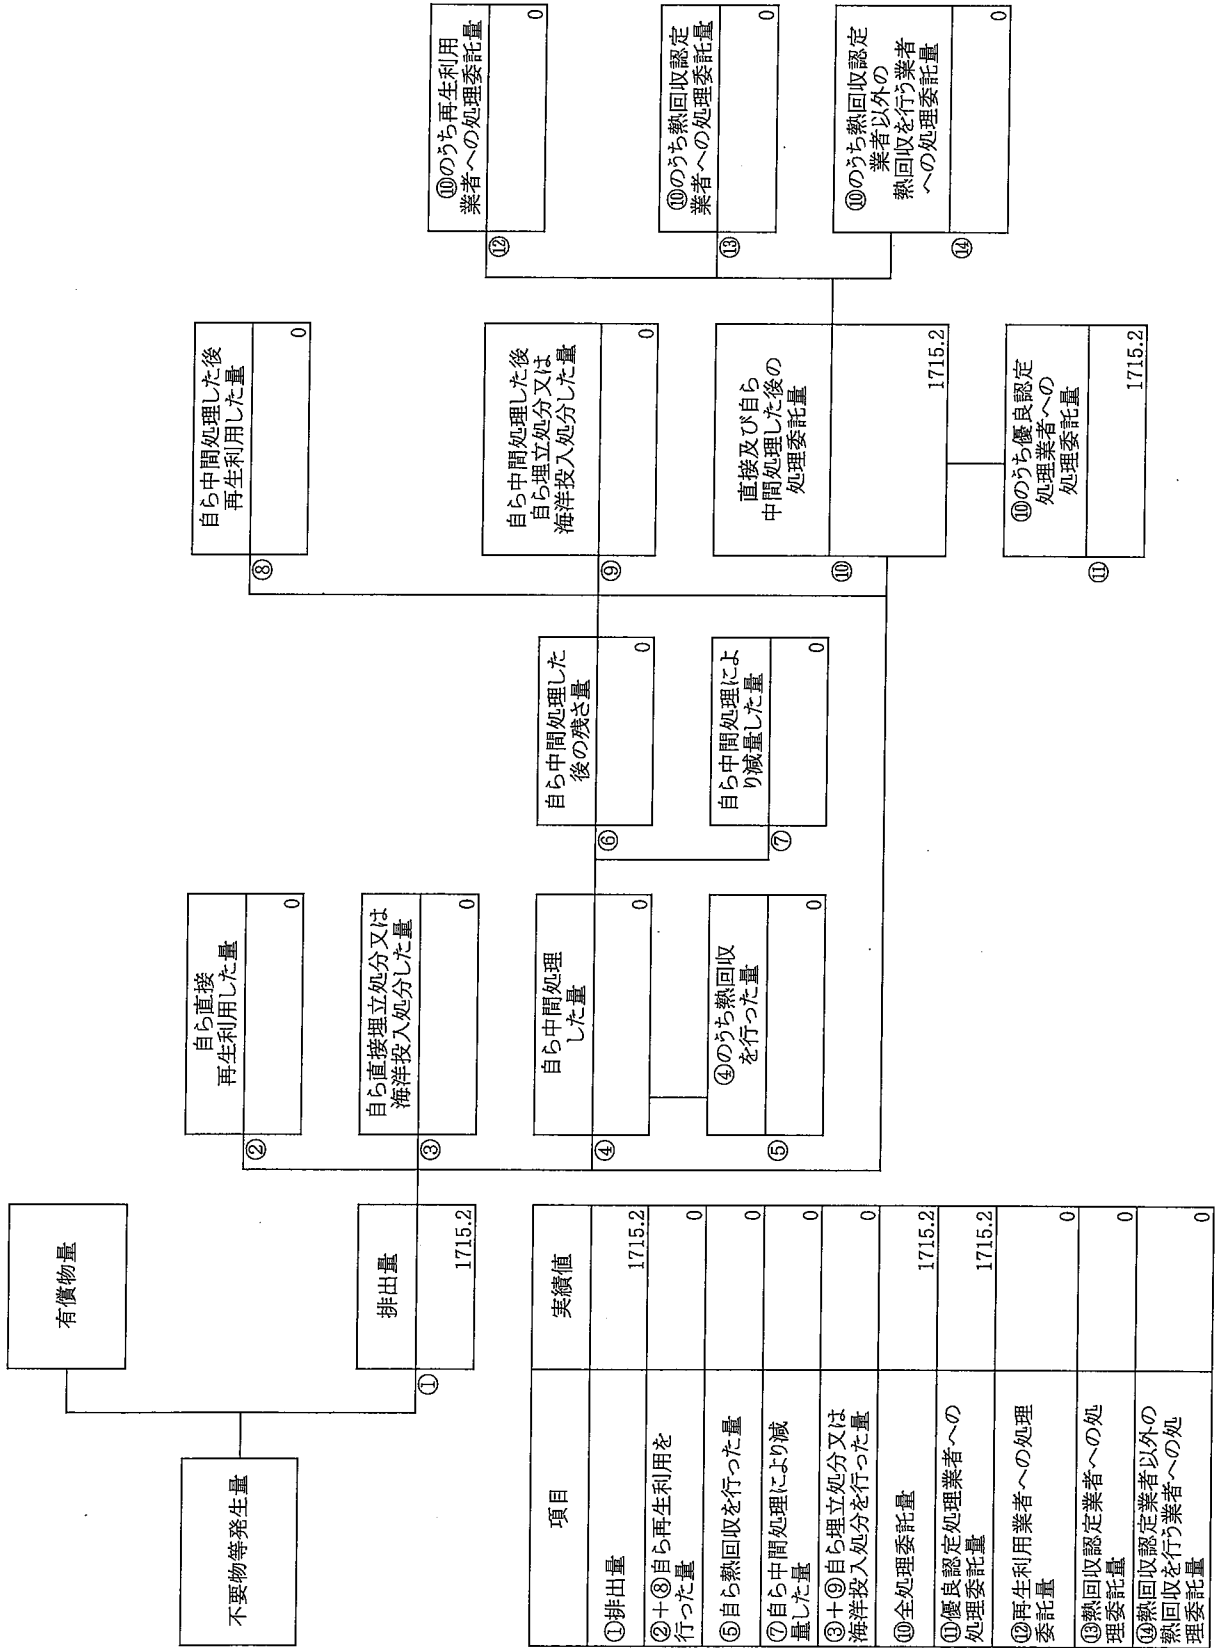 不要物等発生量
有償物量
①
排出量
1715.2
②
自ら直接
再生利用した量
0
③
自ら直接埋立処分又は
海洋投入処分した量
0
④
自ら中間処理
した量
0
⑤
④のうち熱回収
を行った量
0
⑥
自ら中間処理した
後の残さ量
0
⑦
自ら中間処理によ
り減量した量
0
⑧
自ら中間処理した後
再生利用した量
0
⑨
自ら中間処理した後
自ら埋立処分又は
海洋投入処分した量
0
⑩
直接及び自ら
中間処理した後の
処理委託量
1715.2
⑪
⑩のうち優良認定
処理業者への
処理委託量
1715.2
⑫
⑩のうち再生利用
業者への処理委託量
0
⑬
⑩のうち熱回収認定
業者への処理委託量
0
⑭
⑩のうち熱回収認定
業者以外の
熱回収を行う業者
への処理委託量
0
項目 実績値
①排出量 1715.2
②+⑧自ら再生利用を
行った量 0
⑤自ら熱回収を行った量 0
⑦自ら中間処理により減
量した量 0
③+⑨自ら埋立処分又は
海洋投入処分を行った量 0
⑩全処理委託量 1715.2
⑪優良認定処理業者への
処理委託量 1715.2
⑫再生利用業者への処理
委託量 0
⑬熱回収認定業者への処
理委託量 0
⑭熱回収認定業者以外の
熱回収を行う業者への処
理委託量 0